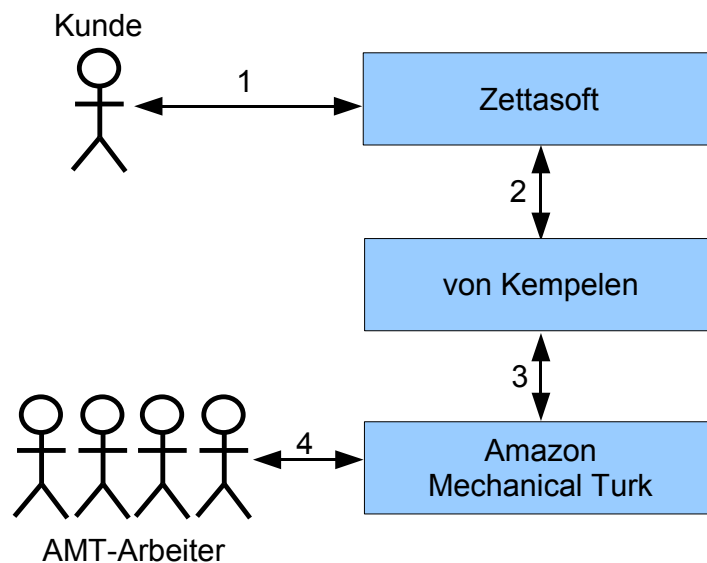 Kunde
1
Zettasoft
2
von Kempelen
3
4
Amazon
Mechanical Turk
AMT-Arbeiter